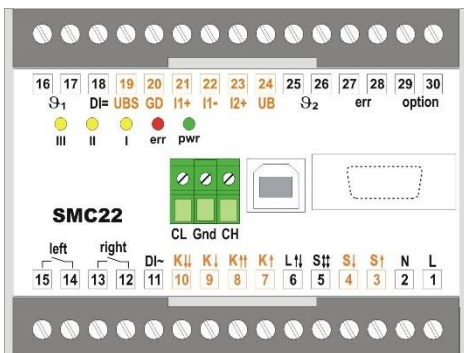 16 17 18 19 20 21 22 23 24 25 26 27 28 29 30
ϑ1 DI= UBS GD I1+ I1- I2+ UB ϑ2 err option
III II I err pwr
CL Gnd CH
SMC22
left right DI~ K⇊ K↓ K⇈ K↑ L⇅ S⇅ S↓ S↑ N L
15 14 13 12 11 10 9 8 7 6 5 4 3 2 1